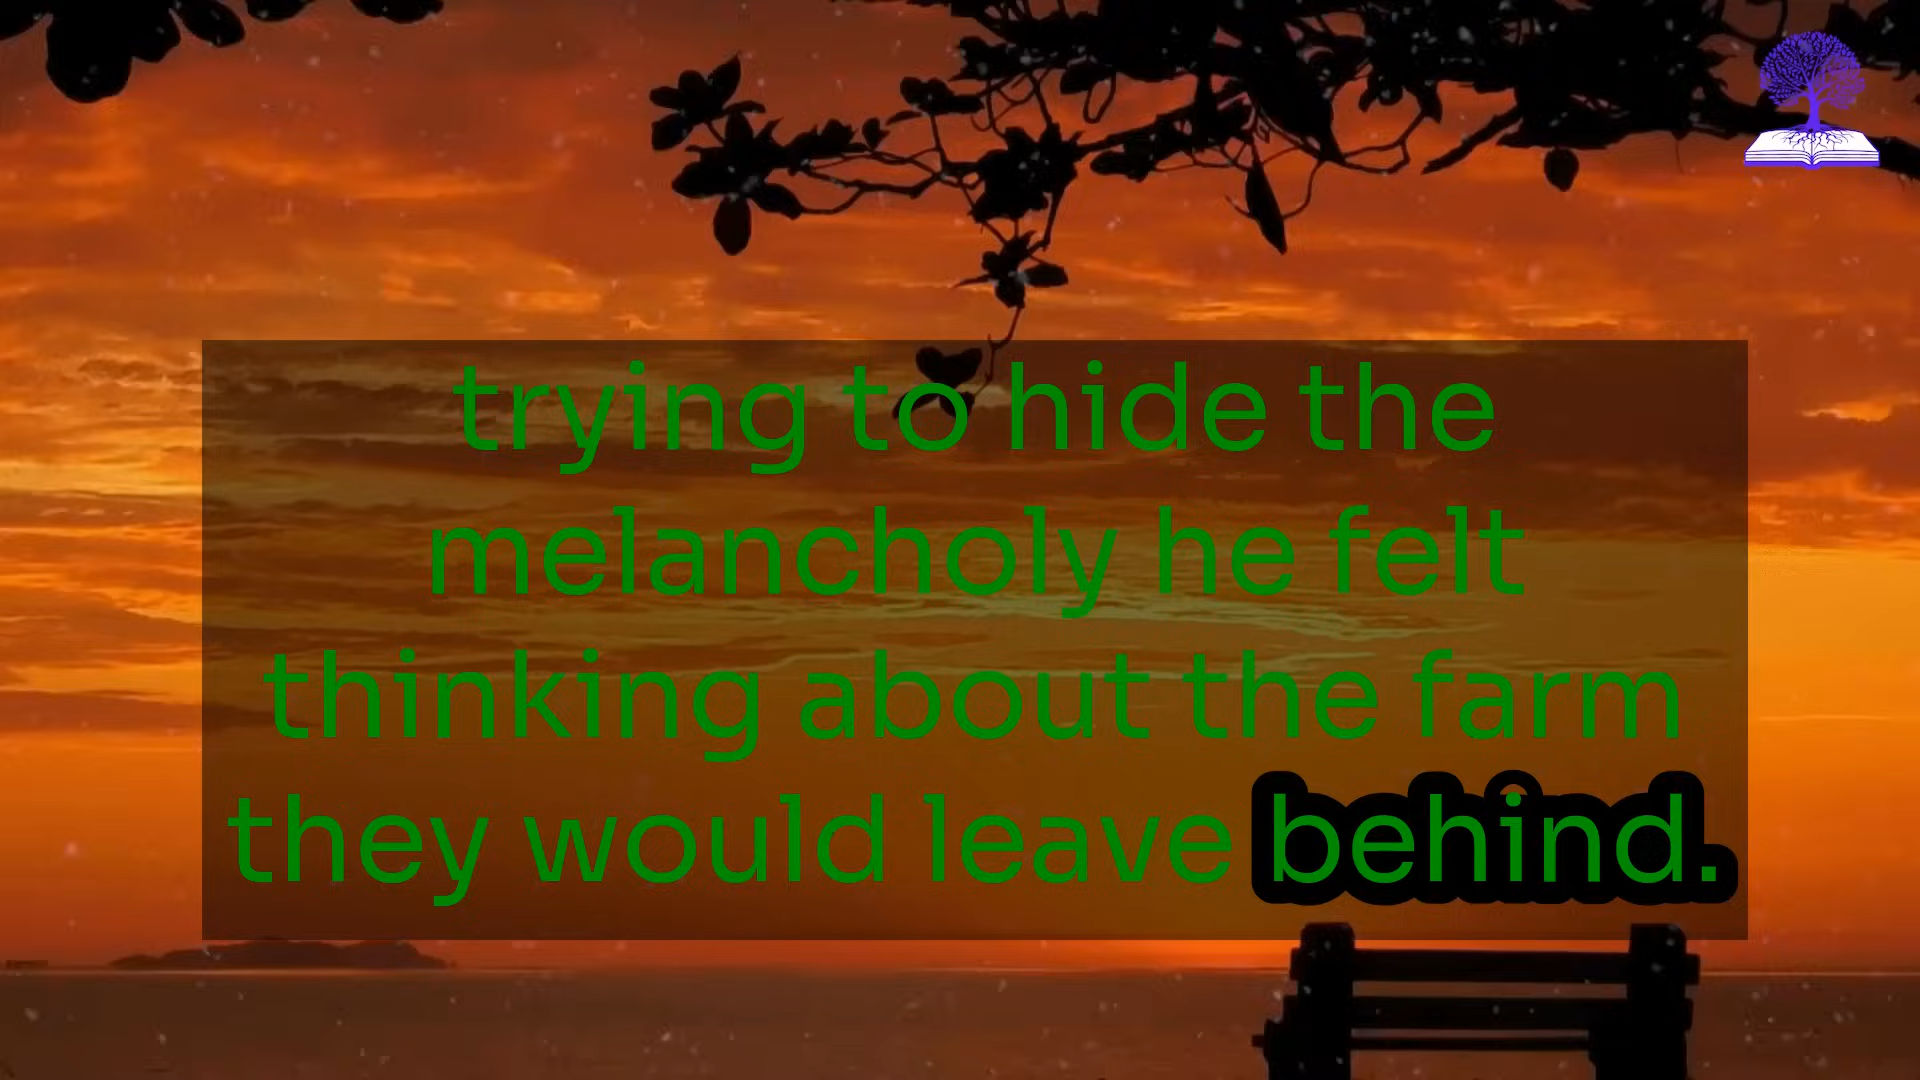 trying to hide the
melancholy he felt
thinking about the farm
they would leave behind.